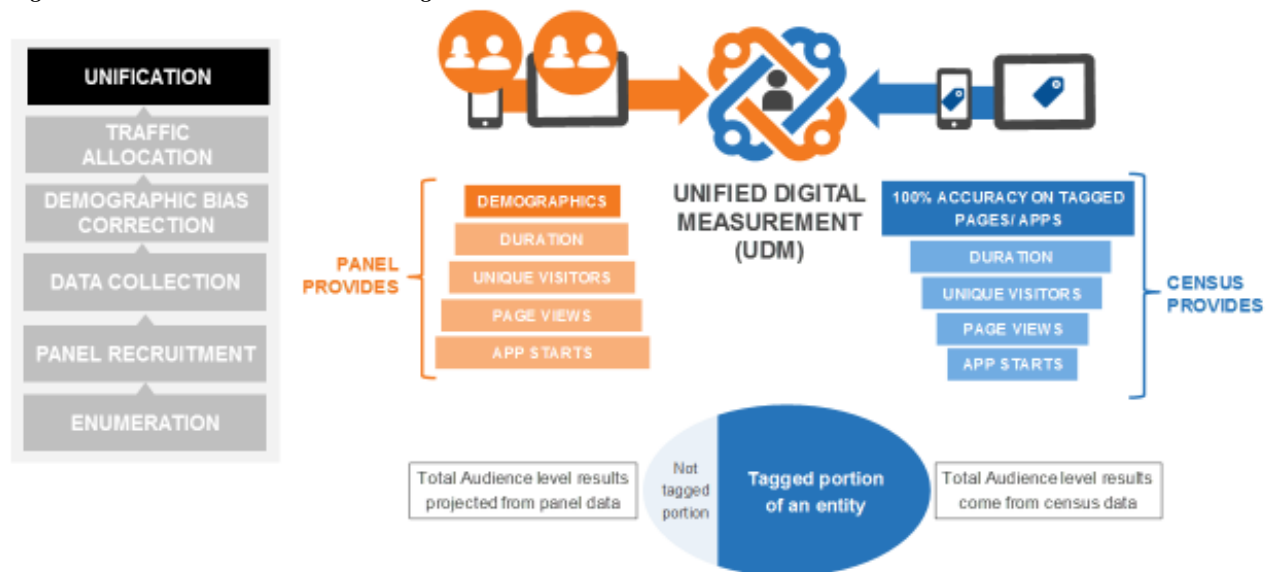 UNIFICATION
TRAFFIC
ALLOCATION
DEMOGRAPHIC BIAS
CORRECTION
DATA COLLECTION
PANEL RECRUITMENT
ENUMERATION
UNIFIED DIGITAL
MEASUREMENT
(UDM)
PANEL
PROVIDES
DEMOGRAPHICS
DURATION
UNIQUE VISITORS
PAGE VIEWS
APP STARTS
100% ACCURACY ON TAGGED
PAGES/ APPS
DURATION
UNIQUE VISITORS
PAGE VIEWS
APP STARTS
CENSUS
PROVIDES
Total Audience level results
projected from panel data
Not
tagged
portion
Tagged portion
of an entity
Total Audience level results
come from census data